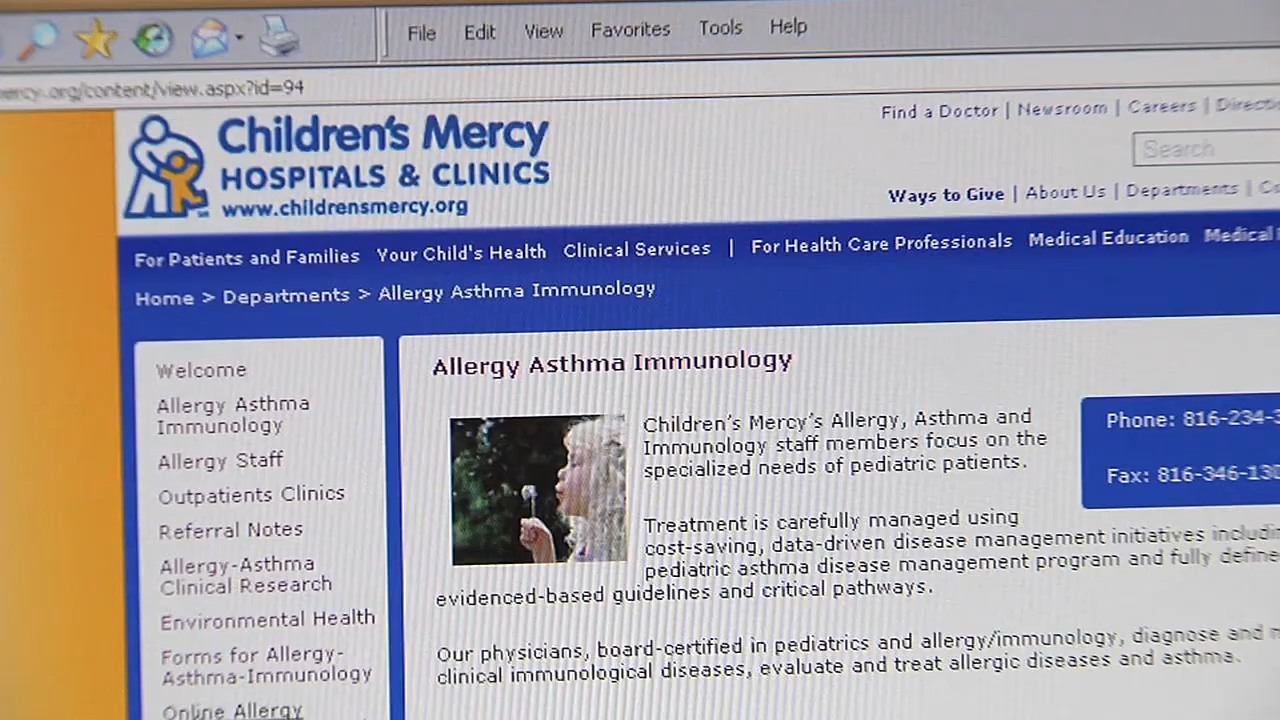 File Edit View Favorites Tools Help
mercy.org/content/view.aspx?id=94
Children's Mercy
HOSPITALS & CLINICS
www.childrensmercy.org
Find a Doctor | Newsroom | Careers |
Search
Ways to Give | About Us | Departments |
For Patients and Families Your Child's Health Clinical Services | For Health Care Professionals Medical Education Medical
Home > Departments > Allergy Asthma Immunology
Welcome
Allergy Asthma
Immunology
Allergy Staff
Outpatients Clinics
Referral Notes
Allergy-Asthma
Clinical Research
Environmental Health
Forms for Allergy-
Asthma-Immunology
Online Allergy
Allergy Asthma Immunology
Children's Mercy's Allergy, Asthma and
Immunology staff members focus on the
specialized needs of pediatric patients.
Treatment is carefully managed using
cost-saving, data-driven disease management initiatives
pediatric asthma disease management program and fully
evidenced-based guidelines and critical pathways.
Our physicians, board-certified in pediatrics and allergy/immunology, diagnose and
clinical immunological diseases, evaluate and treat allergic diseases and asthma.
Phone: 816-234-
Fax: 816-346-130